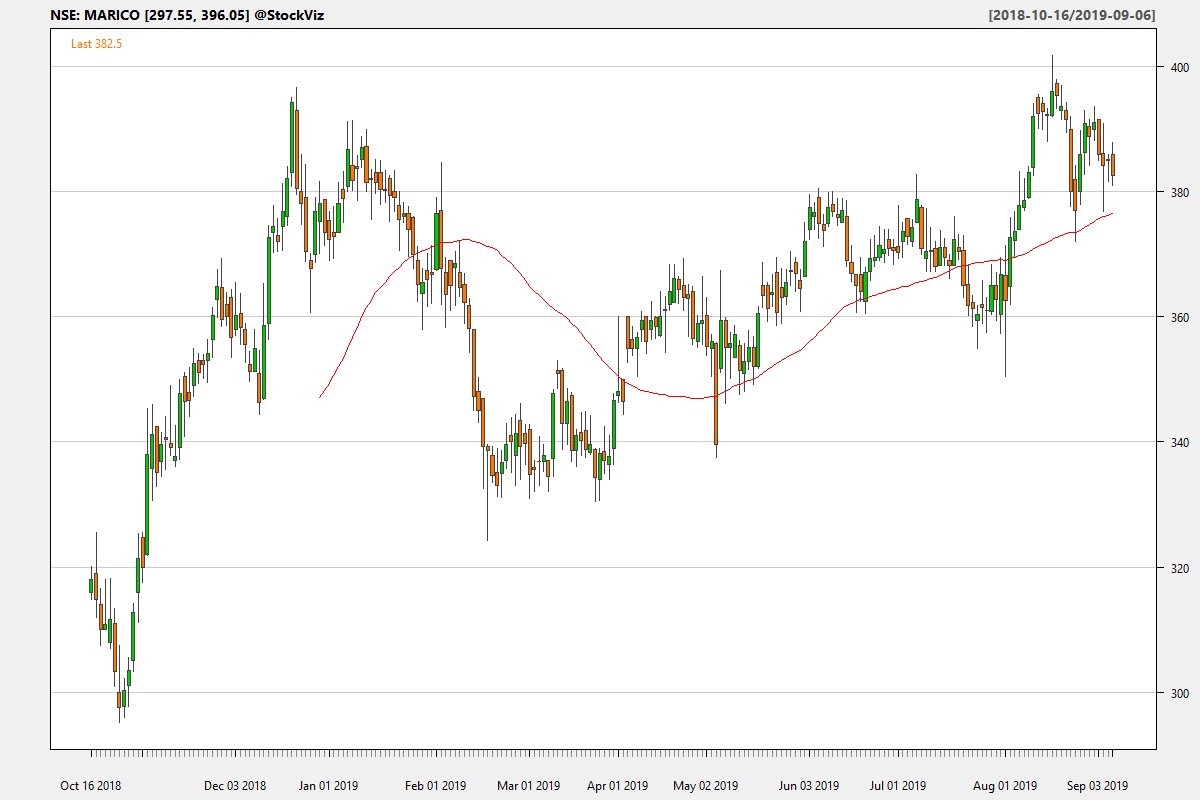 NSE: MARICO [297.55, 396.05] @StockViz [2018-10-16/2019-09-06]
Last 382.5
400
380
360
340
320
300
Oct 16 2018 Dec 03 2018 Jan 01 2019 Feb 01 2019 Mar 01 2019 Apr 01 2019 May 02 2019 Jun 03 2019 Jul 01 2019 Aug 01 2019 Sep 03 2019